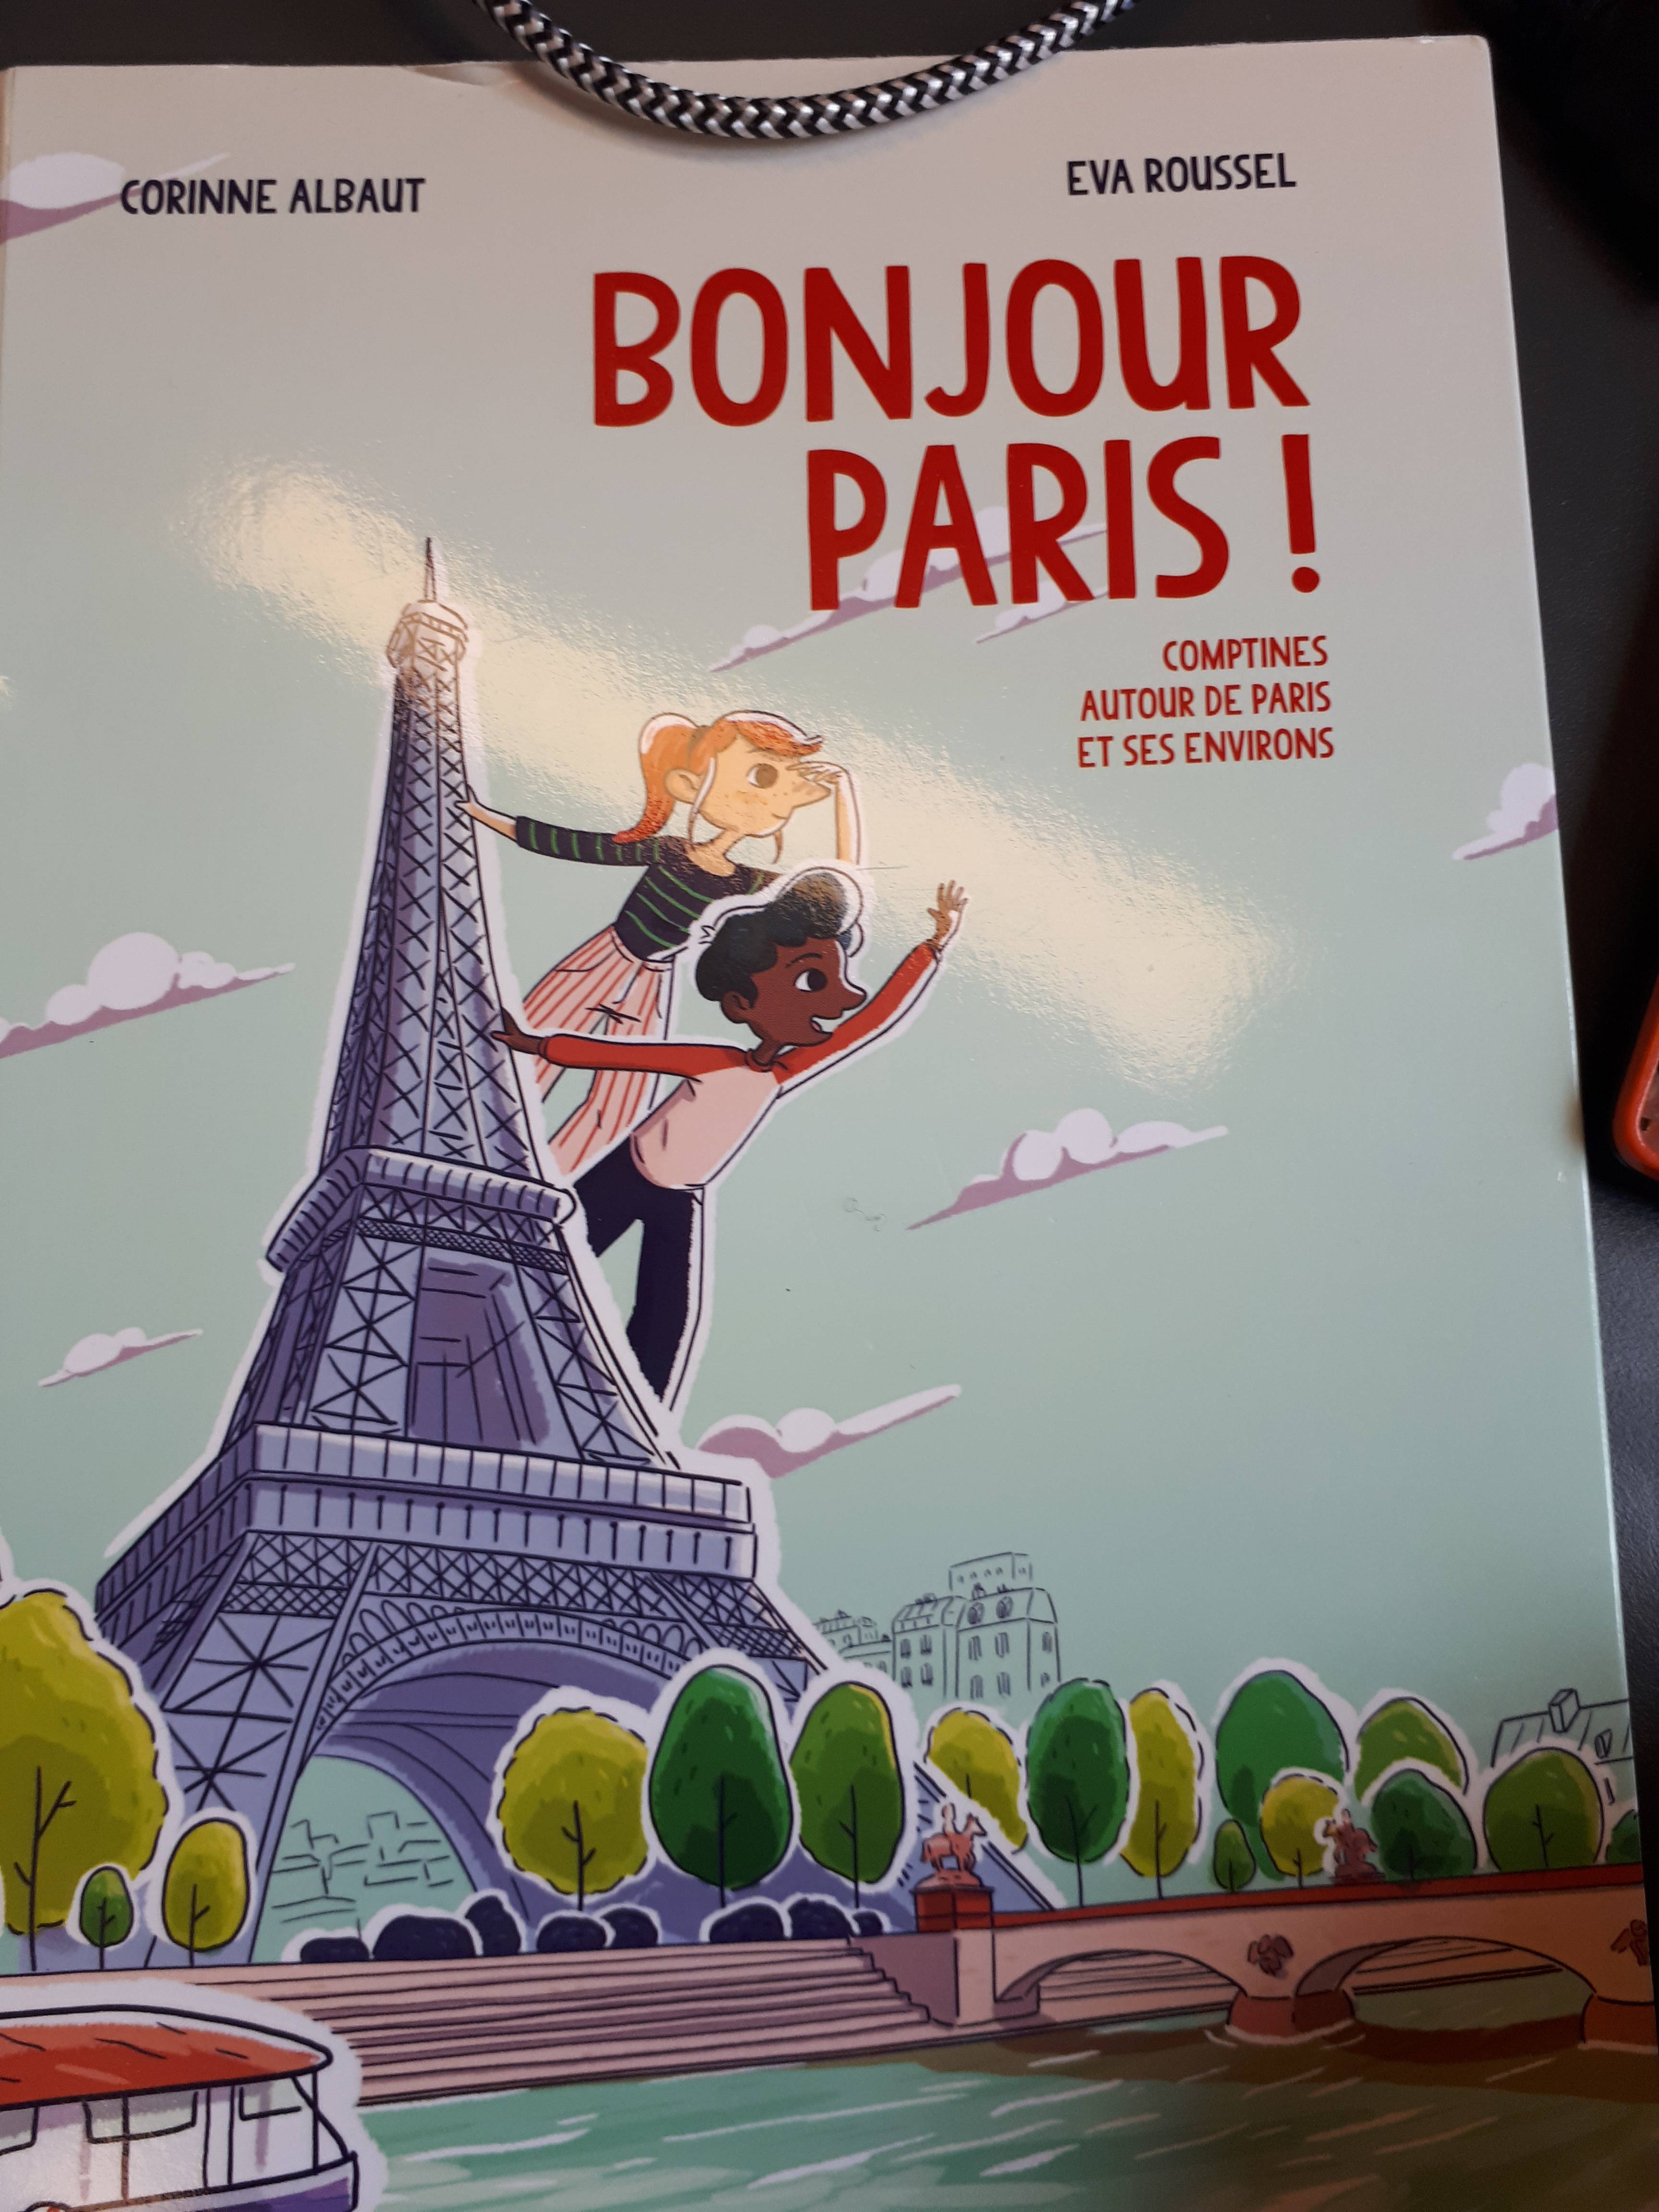 CORINNE ALBAUT
EVA ROUSSEL
BONJOUR
PARIS !
COMPTINES
AUTOUR DE PARIS
ET SES ENVIRONS